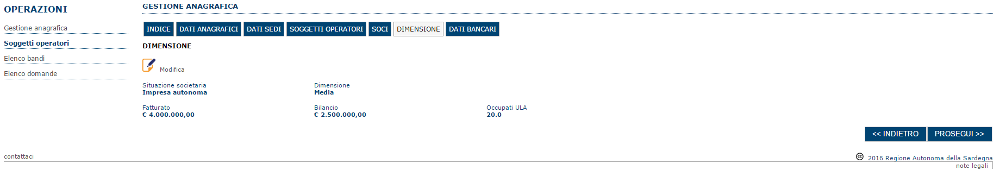 OPERAZIONI
Gestione anagrafica
Soggetti operatori
Elenco bandi
Elenco domande
GESTIONE ANAGRAFICA
INDICE DATI ANAGRAFICI DATI SEDI SOGGETTI OPERATORI SOCI DIMENSIONE DATI BANCARI
DIMENSIONE
Modifica
Situazione societaria Dimensione
Impresa autonoma Media
Fatturato Bilancio Occupati ULA
€ 4.000.000,00 € 2.500.000,00 20.0
<< INDIETRO PROSEGUI >>
contattaci
cc 2016 Regione Autonoma della Sardegna
note legali